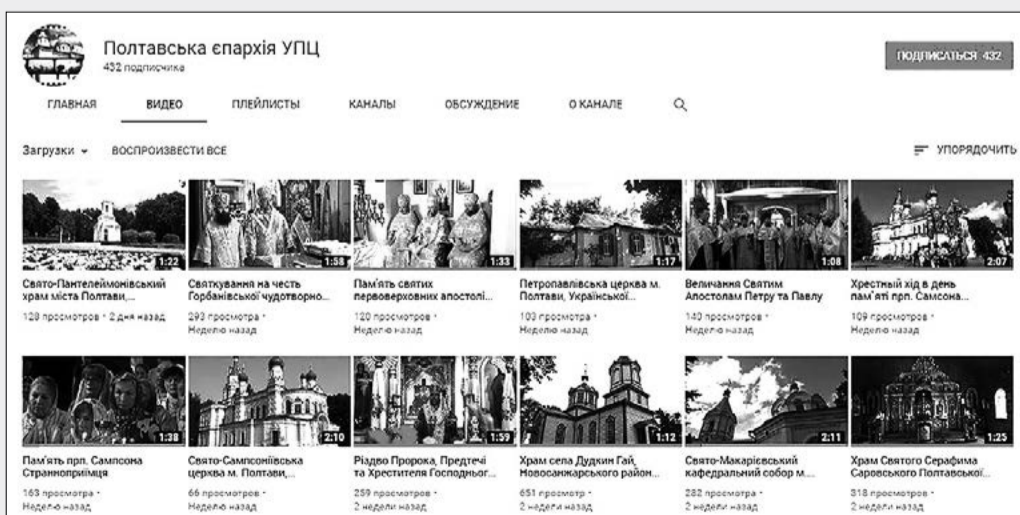 Полтавська єпархія УПЦ
432 подписчика
ПОДПИСАТЬСЯ 432
ГЛАВНАЯ ВИДЕО ПЛЕЙЛИСТЫ КАНАЛЫ ОБСУЖДЕНИЕ О КАНАЛЕ
Загрузки ВОСПРОИЗВЕСТИ ВСЕ УПОРЯДОЧИТЬ
1:22 1:58 1:33 1:17 1:08 2:07
Свято-Пантелеймонівський
храм міста Полтави,...
128 просмотров • 2 дня назад
Святкування на честь
Горбанівської чудотворно...
293 просмотра •
Неделю назад
Пам'ять святих
первоверховних апостолі...
120 просмотров •
Неделю назад
Петропавлівська церква м.
Полтави, Української...
103 просмотра •
Неделю назад
Величання Святим
Апостолам Петру та Павлу
140 просмотров •
Неделю назад
Хрестный хід в день
пам'яті прп. Самсона...
109 просмотров •
Неделю назад
1:38 2:10 1:59 1:12 2:11 1:25
Пам'ять прп. Сампсона
Странноприїмця
163 просмотра •
Неделю назад
Свято-Сампсоніївська
церква м. Полтави,...
66 просмотров •
Неделю назад
Різдво Пророка, Предтечі
та Хрестителя Господньог...
259 просмотров •
2 недели назад
Храм села Дудкин Гай,
Новосанжарського район...
651 просмотр •
2 недели назад
Свято-Макарієвський
кафедральний собор м....
282 просмотра •
2 недели назад
Храм Святого Серафима
Саровського Полтавської...
318 просмотров •
2 недели назад